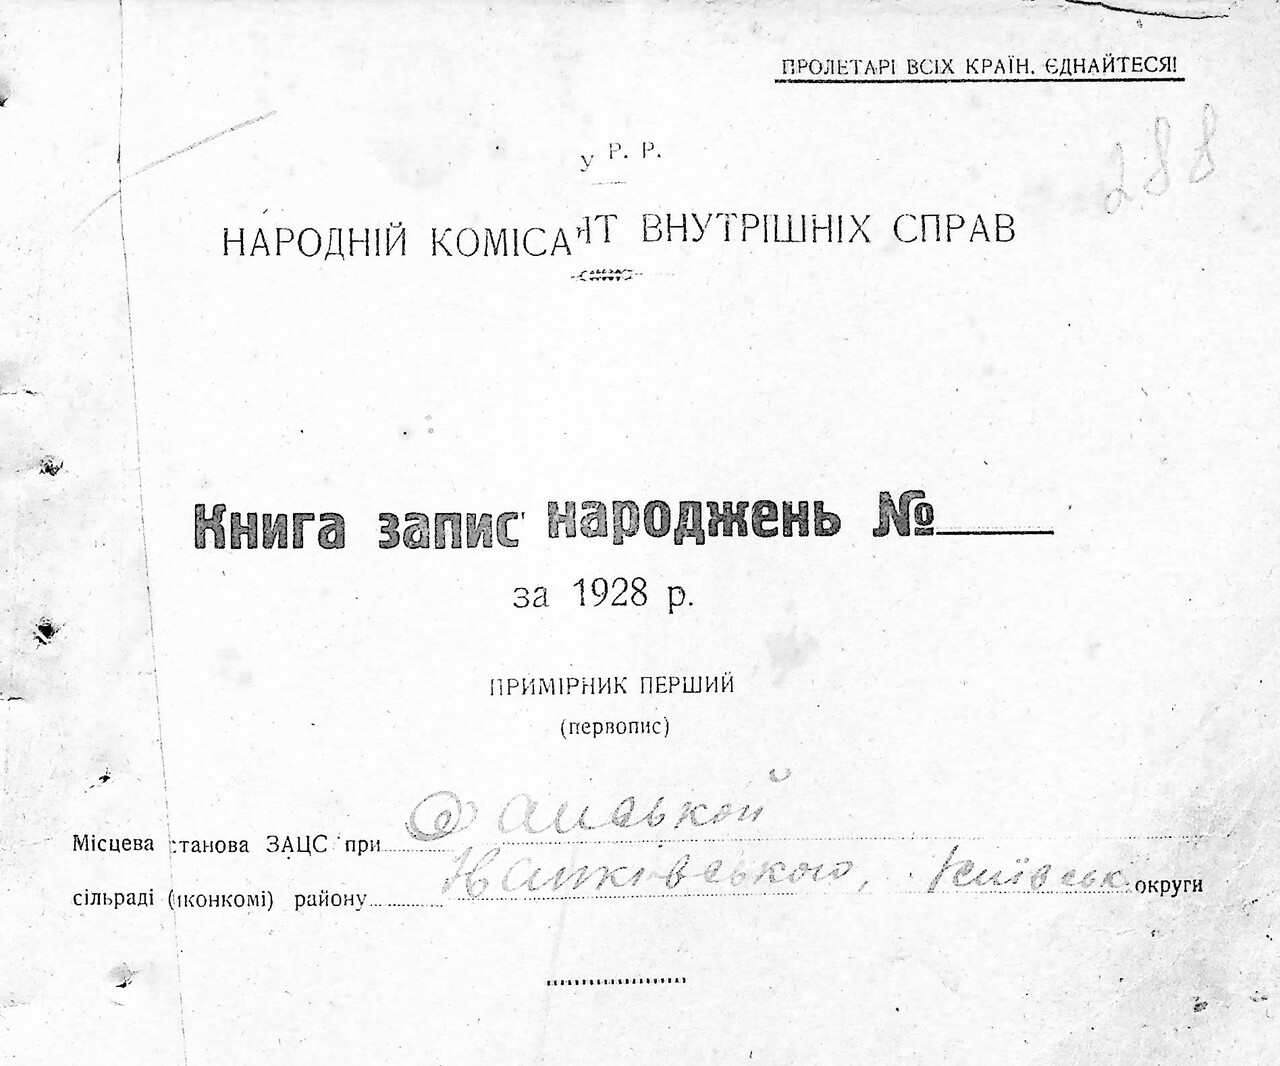 ПРОЛЕТАРІ ВСІХ КРАЇН, ЄДНАЙТЕСЯ!
288
У Р. Р.
НАРОДНІЙ КОМІСА ІТ ВНУТРІШНІХ СПРАВ
Книга запис народжень №
за 1928 р.
ПРИМІРНИК ПЕРШИЙ
(первопис)
Місцева станова ЗАЦС при
сільраді (іконкомі) району Київськ округи